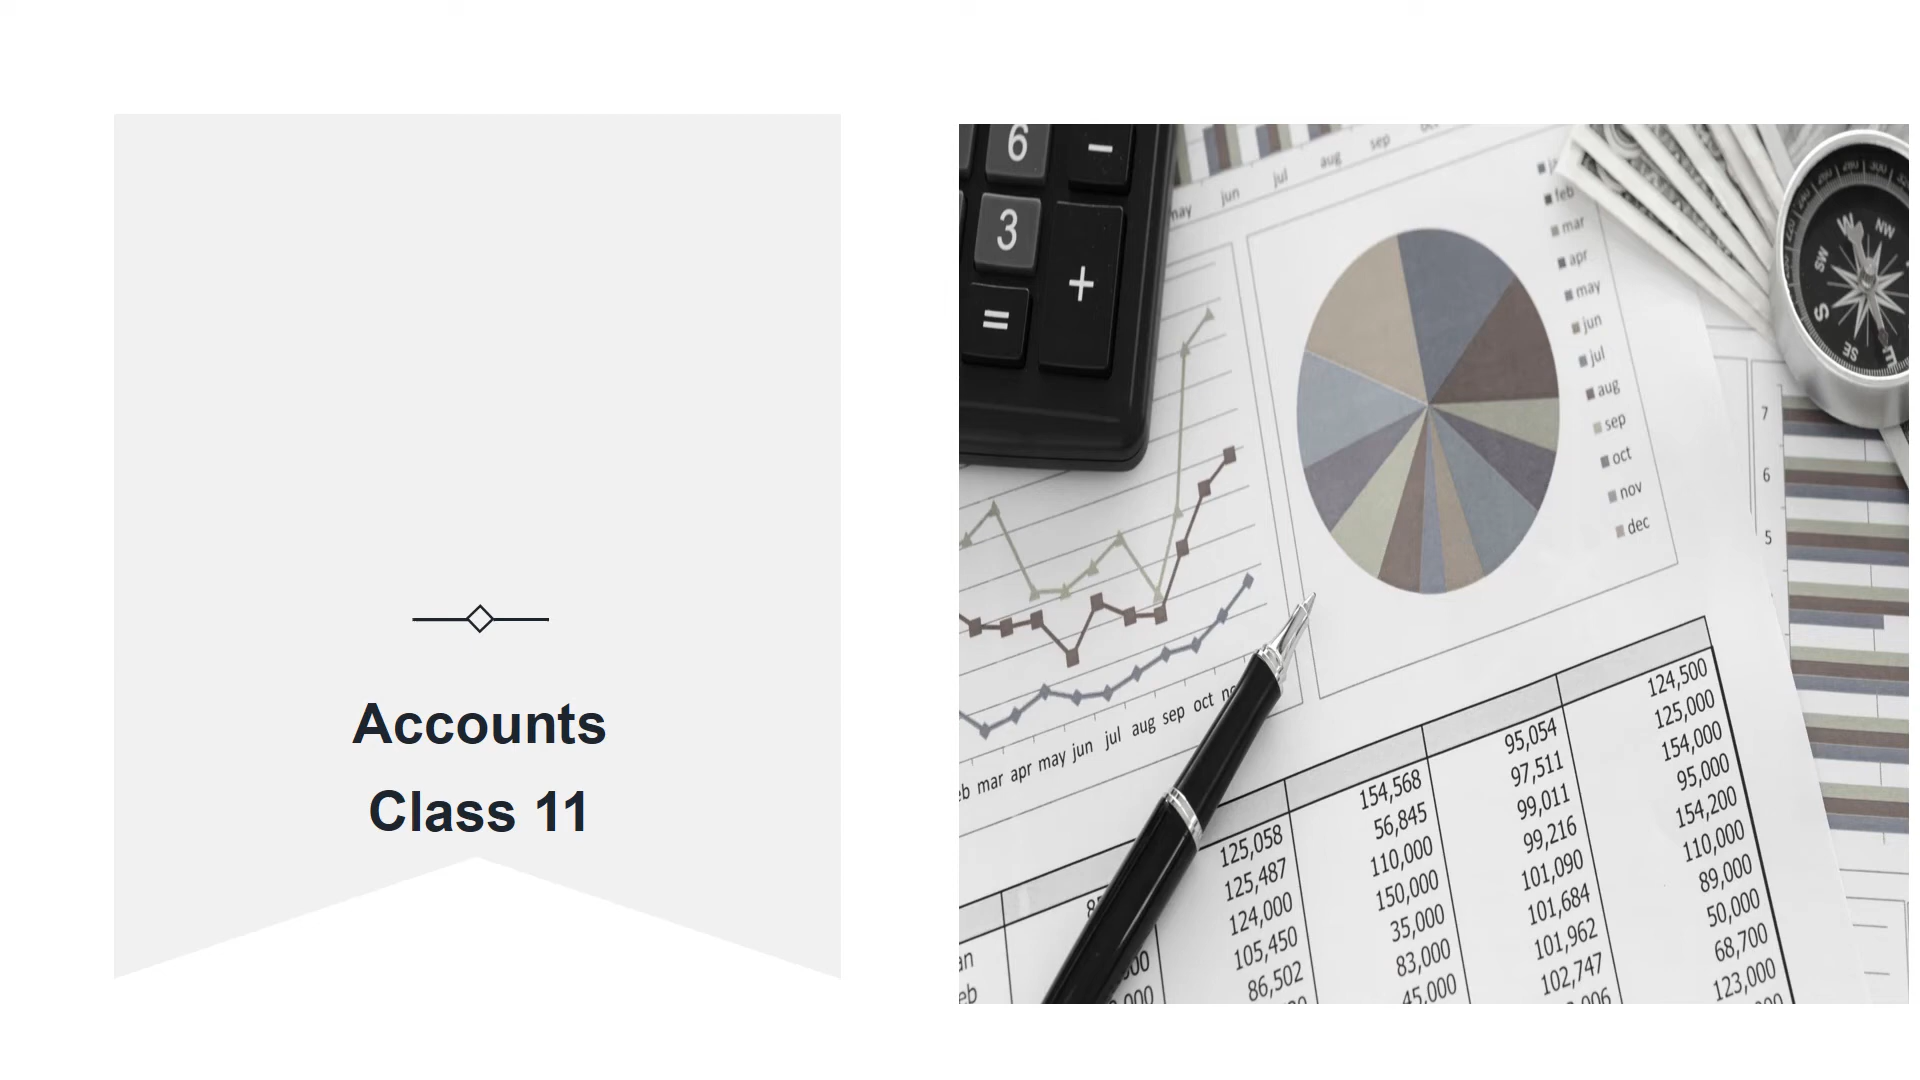 Accounts
Class 11
6
−
3
+
=
may jun jul aug sep
feb
mar
apr
may
jun
jul
aug
sep
oct
nov
dec
W
NW
SW
S
SE
E
7
6
5
mar apr may jun jul aug sep oct
124,500
125,000
154,000
95,000
154,200
110,000
89,000
50,000
68,700
123,000
95,054
97,511
99,011
99,216
101,090
101,684
101,962
102,747
154,568
56,845
110,000
150,000
35,000
83,000
45,000
125,058
125,487
124,000
105,450
86,502